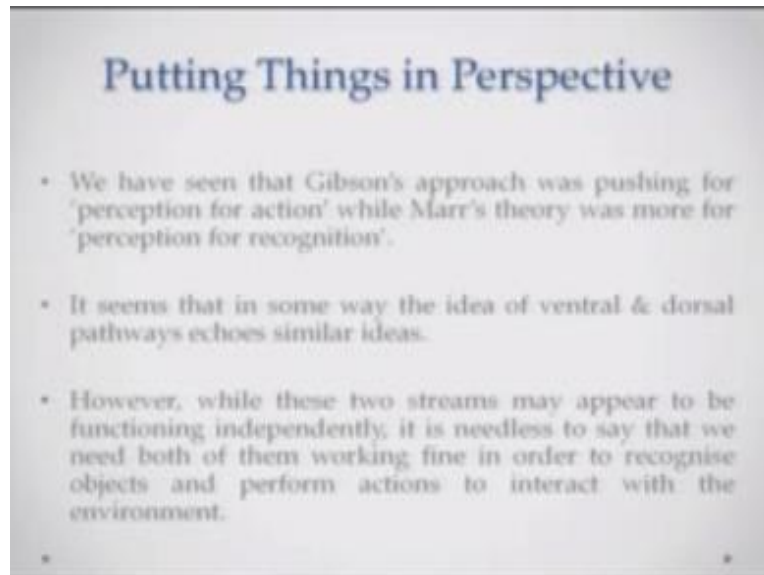 Putting Things in Perspective
• We have seen that Gibson's approach was pushing for
'perception for action' while Marr's theory was more for
'perception for recognition'.
• It seems that in some way the idea of ventral & dorsal
pathways echoes similar ideas.
• However, while these two streams may appear to be
functioning independently, it is needless to say that we
need both of them working fine in order to recognise
objects and perform actions to interact with the
environment.